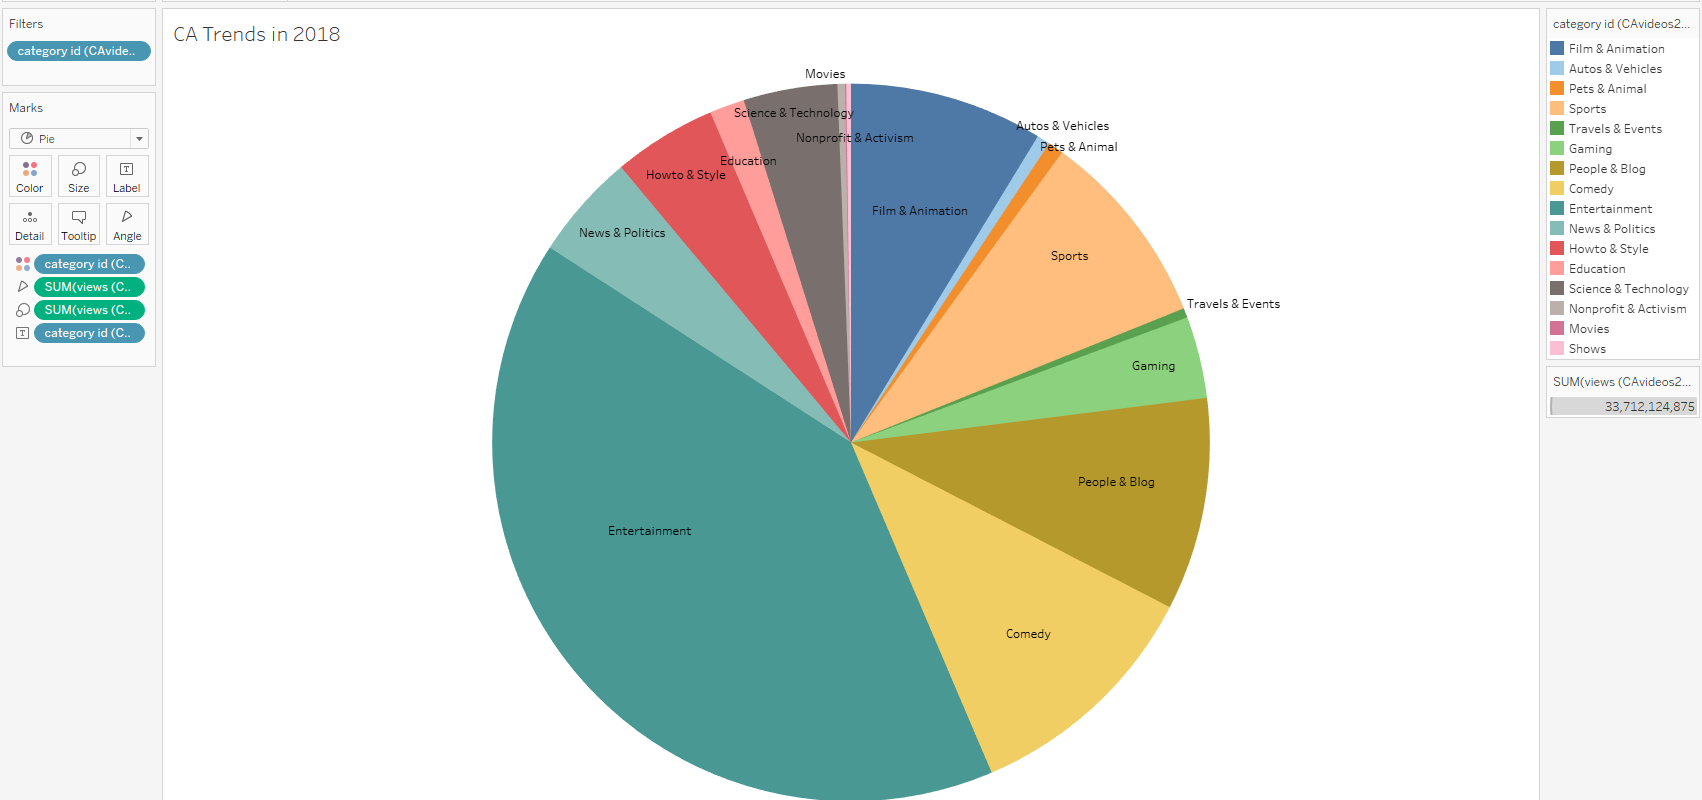 Filters
category id (CAvide..
Marks
Pie
Color
Size
Label
Detail
Tooltip
Angle
category id (C..
SUM(views (C..
SUM(views (C..
category id (C..
CA Trends in 2018
Movies
Science & Technology
Autos & Vehicles
Nonprofit & Activism
Pets & Animal
Education
Howto & Style
Film & Animation
News & Politics
Sports
Travels & Events
Gaming
People & Blog
Entertainment
Comedy
category id (CAvideos2...
Film & Animation
Autos & Vehicles
Pets & Animal
Sports
Travels & Events
Gaming
People & Blog
Comedy
Entertainment
News & Politics
Howto & Style
Education
Science & Technology
Nonprofit & Activism
Movies
Shows
SUM(views (CAvideos2...
33,712,124,875